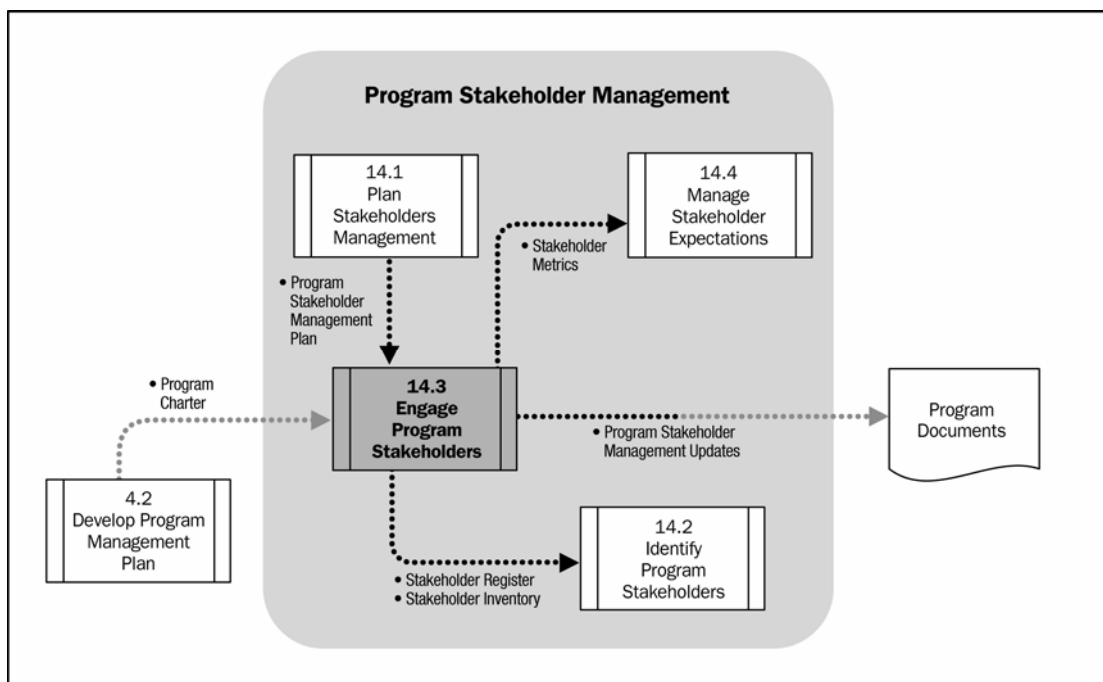 Program Stakeholder Management
14.1
Plan
Stakeholders
Management
14.4
Manage
Stakeholder
Expectations
• Stakeholder
Metrics
• Program
Stakeholder
Management
Plan
• Program
Charter
14.3
Engage
Program
Stakeholders
• Program Stakeholder
Management Updates
Program
Documents
4.2
Develop Program
Management
Plan
14.2
Identify
Program
Stakeholders
• Stakeholder Register
• Stakeholder Inventory